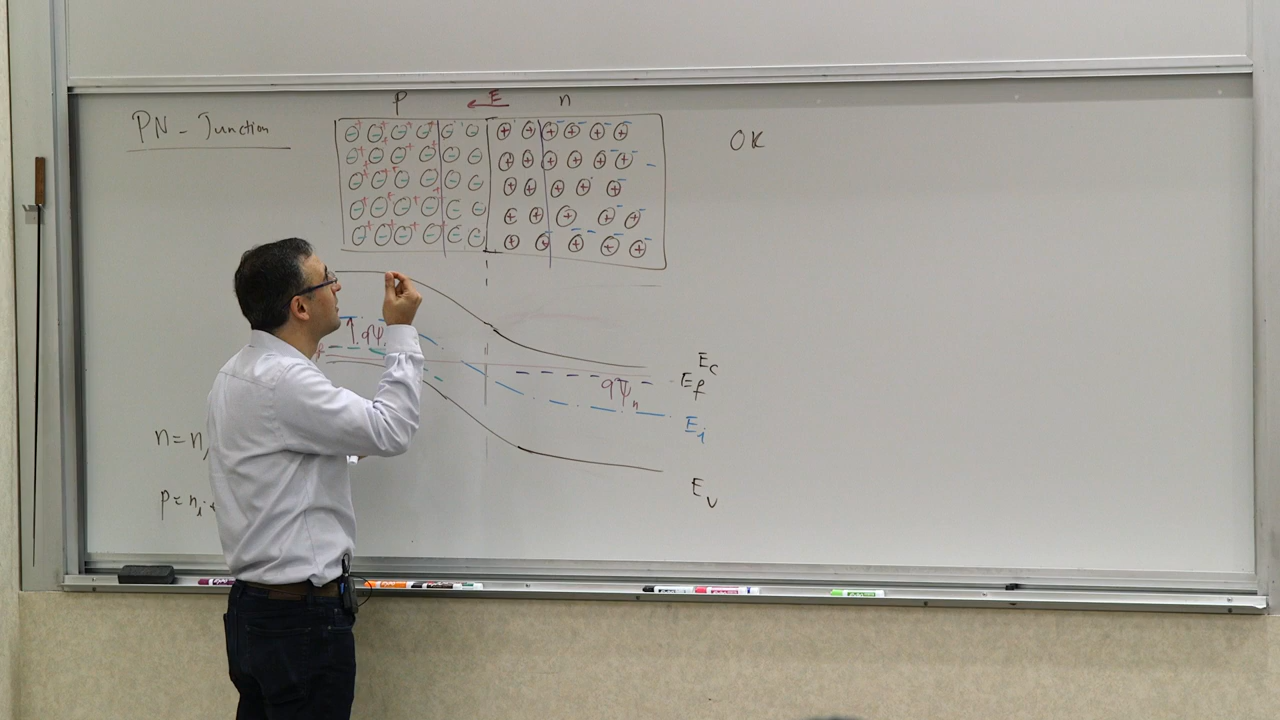 PN - Junction
P E n
OK
qψ
Ec
Ef
qψn
Ei
n = n
Ev
p = ni